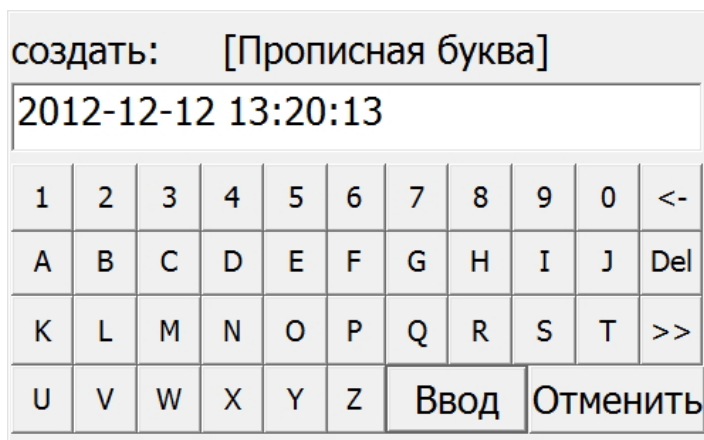 создать: [Прописная буква]
2012-12-12 13:20:13
1 2 3 4 5 6 7 8 9 0 <-
A B C D E F G H I J Del
K L M N O P Q R S T >>
U V W X Y Z Ввод Отменить